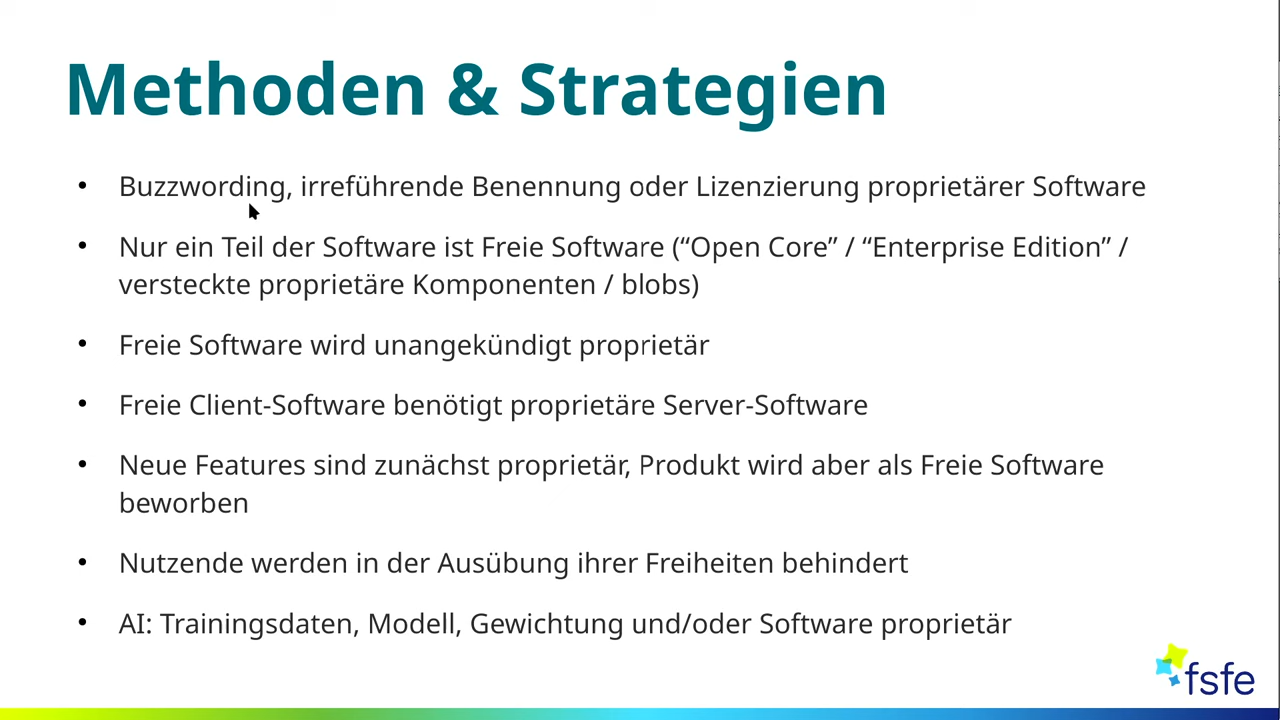 Methoden & Strategien
• Buzzwording, irreführende Benennung oder Lizenzierung proprietärer Software
• Nur ein Teil der Software ist Freie Software (“Open Core” / “Enterprise Edition” /
versteckte proprietäre Komponenten / blobs)
• Freie Software wird unangekündigt proprietär
• Freie Client-Software benötigt proprietäre Server-Software
• Neue Features sind zunächst proprietär, Produkt wird aber als Freie Software
beworben
• Nutzende werden in der Ausübung ihrer Freiheiten behindert
• AI: Trainingsdaten, Modell, Gewichtung und/oder Software proprietär
fsfe